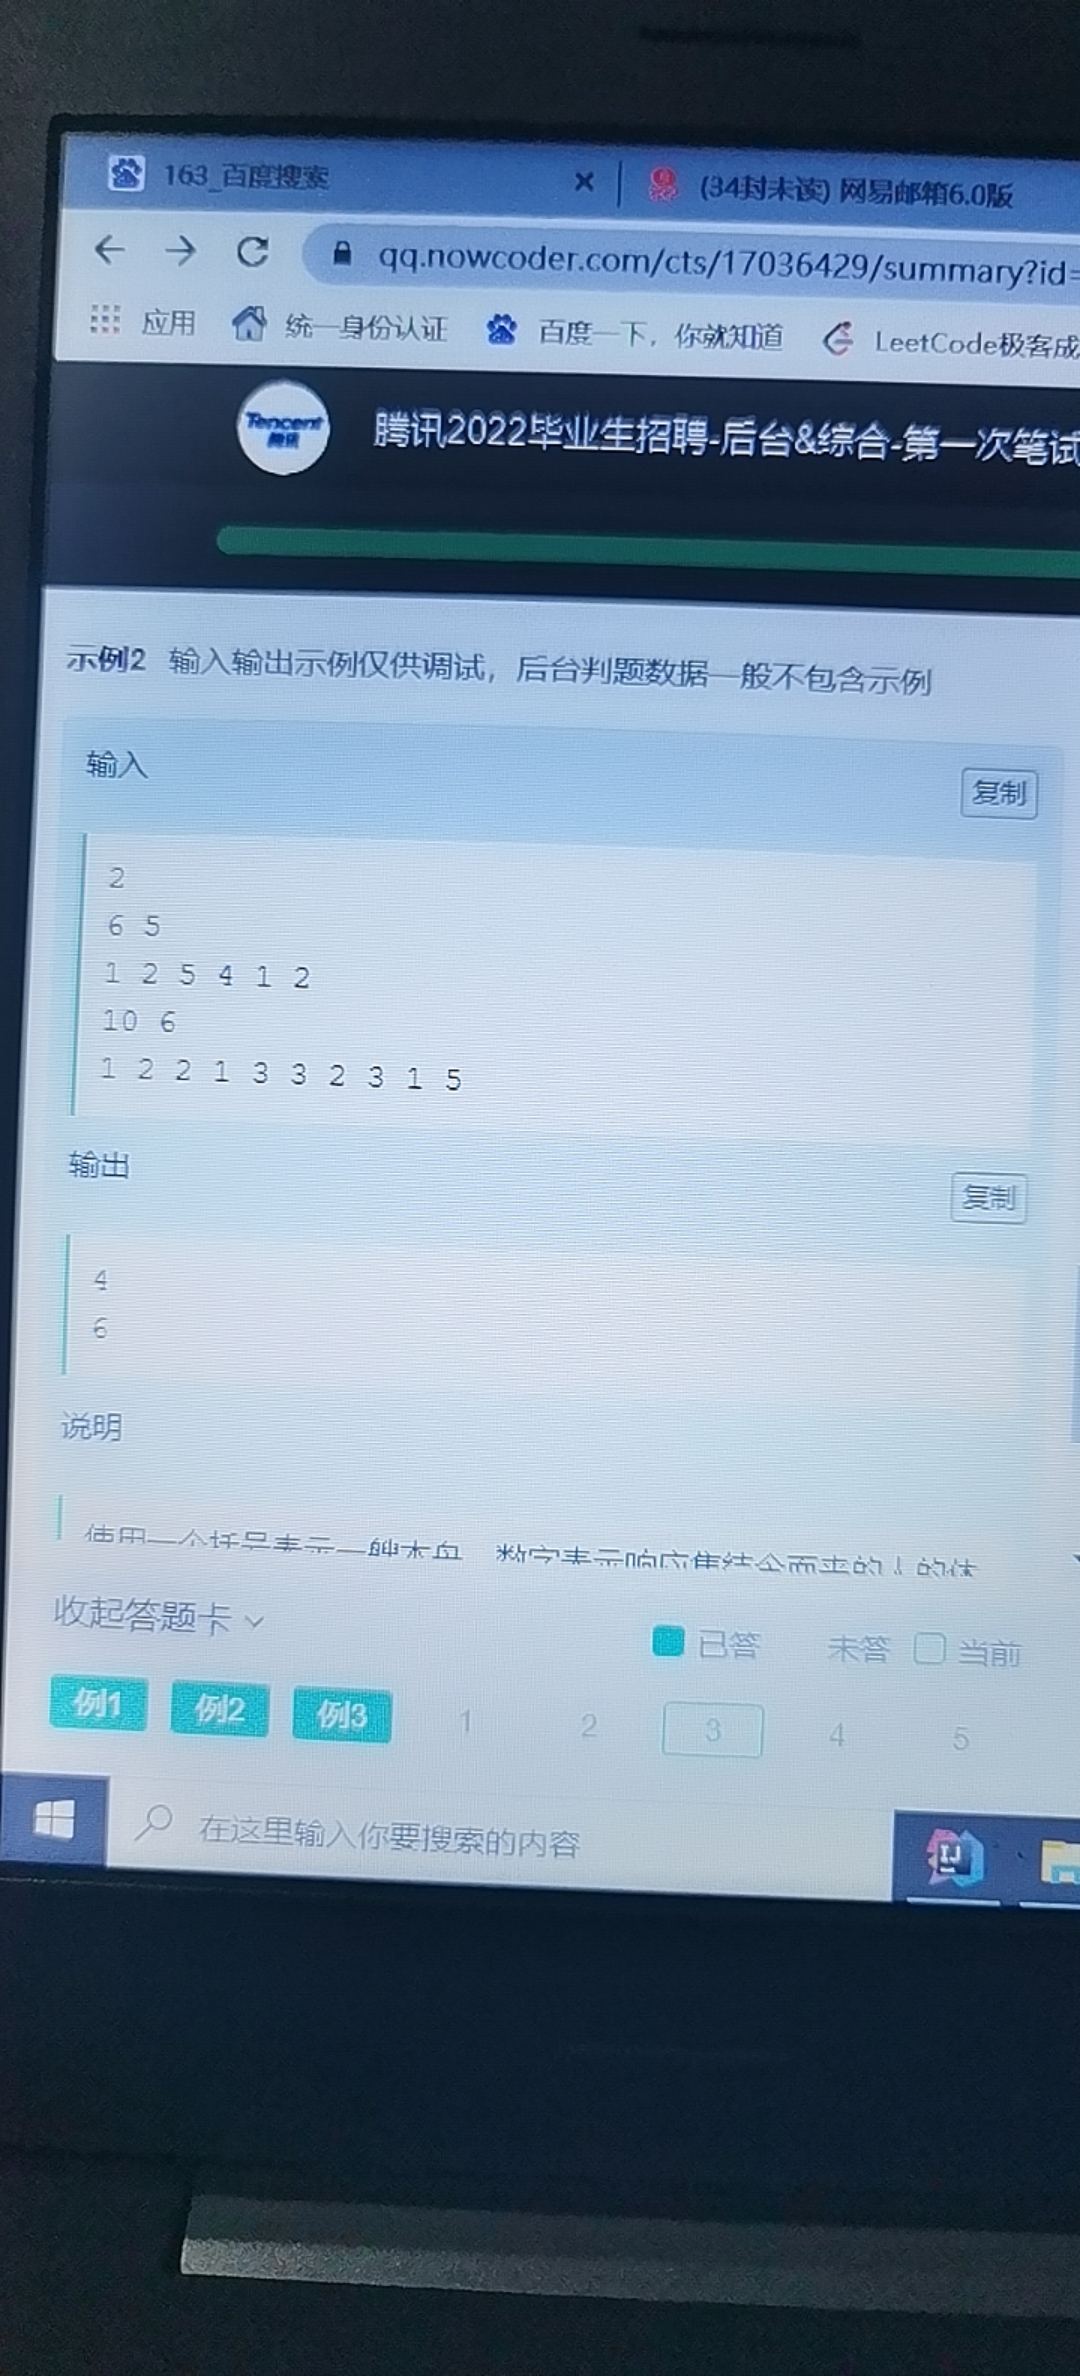 163_百度搜索
(34封未读) 网易邮箱6.0版
qq.nowcoder.com/cts/17036429/summary?id=
应用 统一身份认证 百度一下，你就知道 LeetCode极客成
Tencent 腾讯
腾讯2022毕业生招聘-后台&综合-第一次笔试
示例2 输入输出示例仅供调试，后台判题数据一般不包含示例
输入
复制
2
6 5
1 2 5 4 1 2
10 6
1 2 2 1 3 3 2 3 1 5
输出
复制
4
6
说明
收起答题卡
已答 未答 当前
例1 例2 例3 1 2 3 4 5
在这里输入你要搜索的内容
IJ